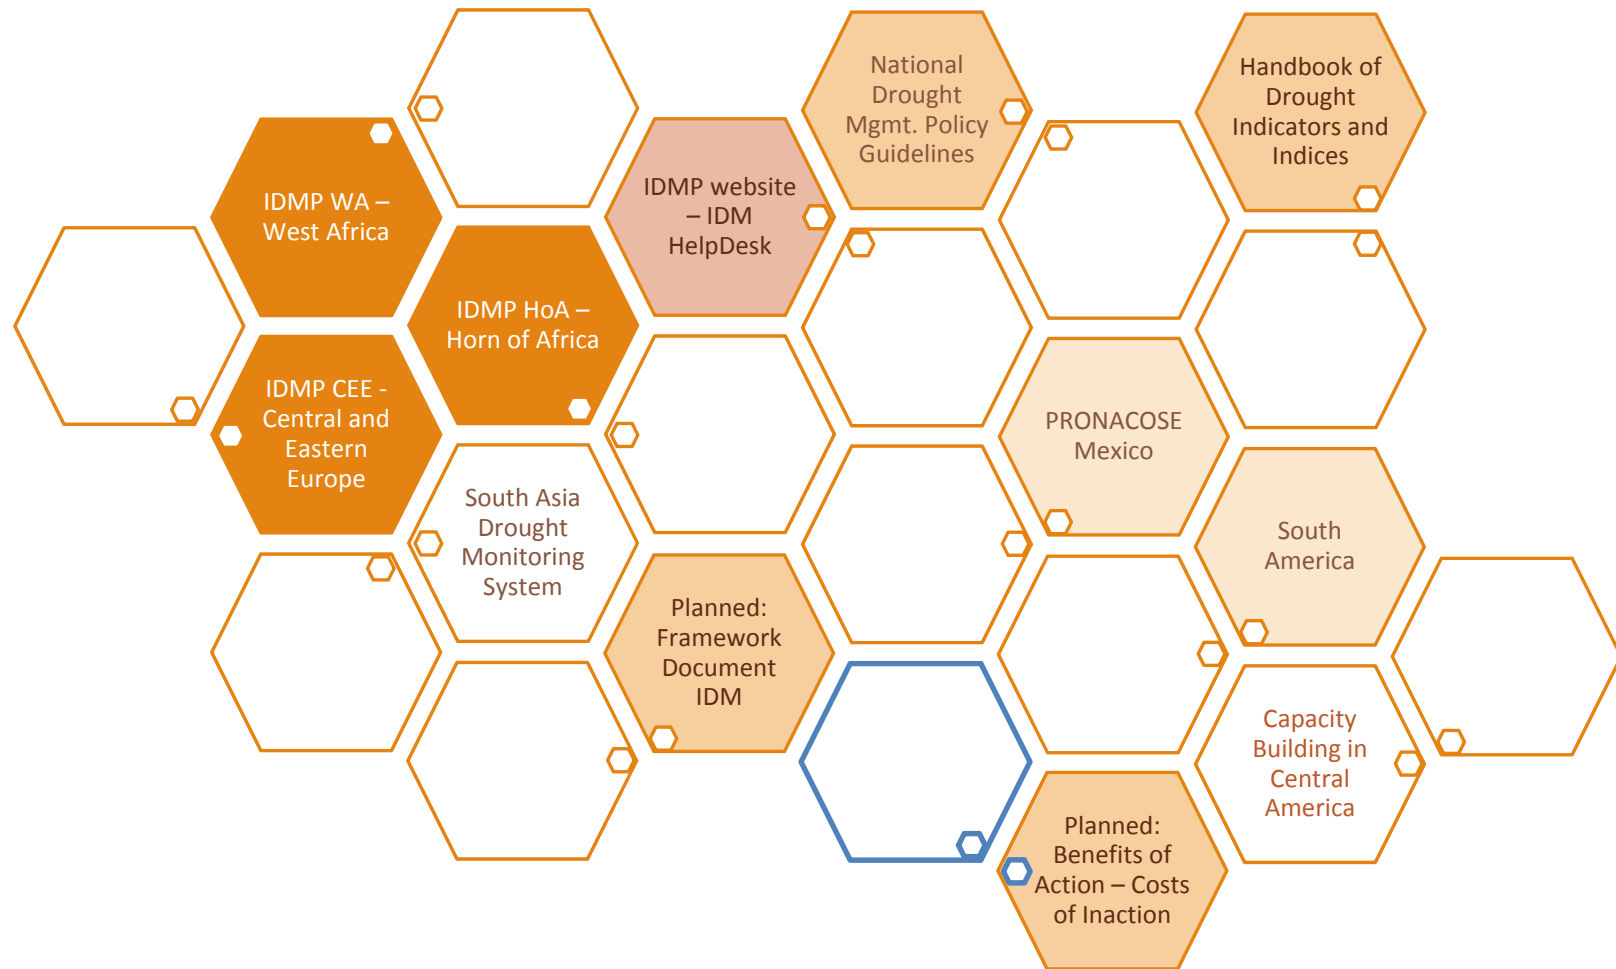 National
Drought
Mgmt. Policy
Guidelines
Handbook of
Drought
Indicators and
Indices
IDMP WA –
West Africa
IDMP website
– IDM
HelpDesk
IDMP HoA –
Horn of Africa
IDMP CEE -
Central and
Eastern
Europe
PRONACOSE
Mexico
South Asia
Drought
Monitoring
System
South
America
Planned:
Framework
Document
IDM
Capacity
Building in
Central
America
Planned:
Benefits of
Action – Costs
of Inaction